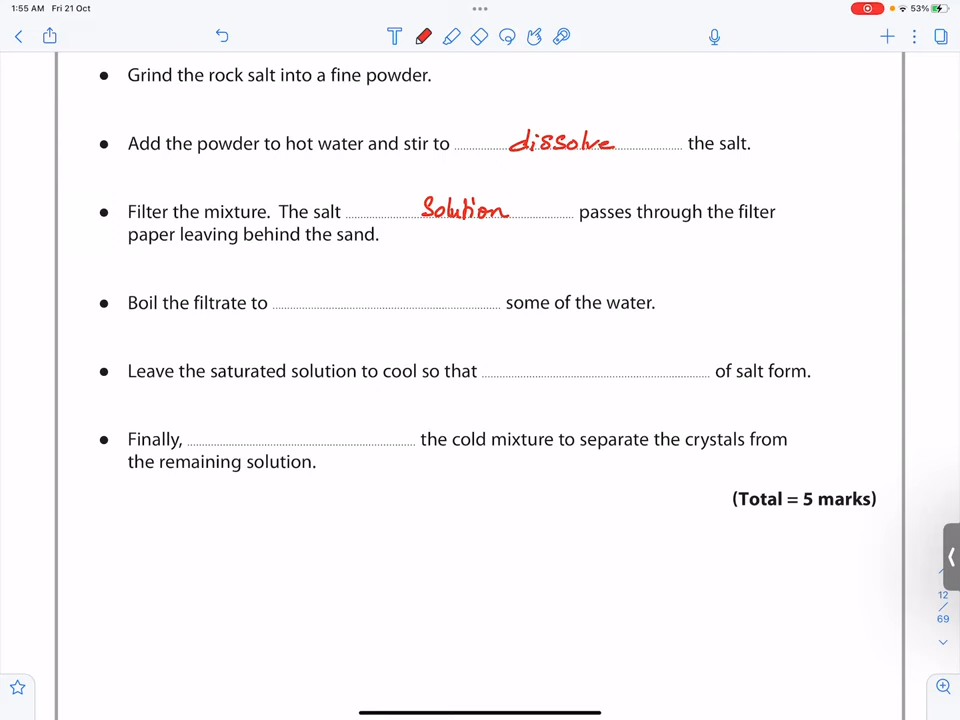 1:55 AM Fri 21 Oct
53%
● Grind the rock salt into a fine powder.
● Add the powder to hot water and stir to dissolve the salt.
● Filter the mixture. The salt solution passes through the filter
paper leaving behind the sand.
● Boil the filtrate to ........ some of the water.
● Leave the saturated solution to cool so that ........ of salt form.
● Finally, ........ the cold mixture to separate the crystals from
the remaining solution.
(Total = 5 marks)
12
/
69